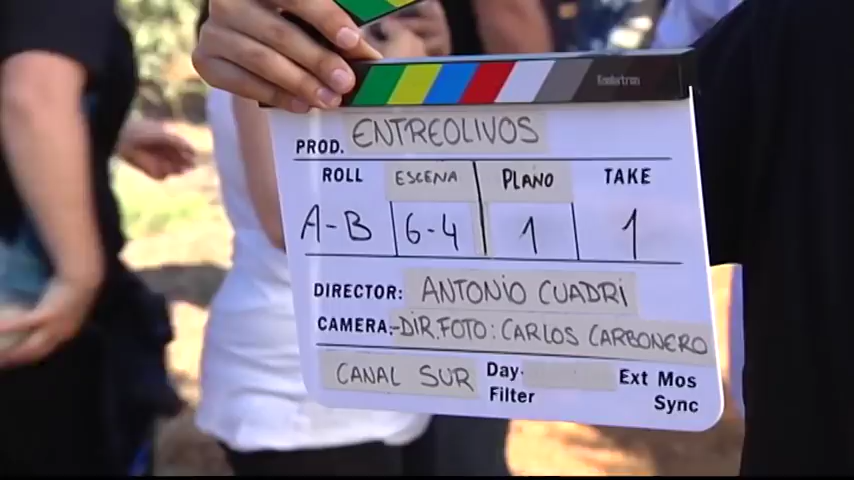 Kodertron
PROD. ENTREOLIVOS
ROLL ESCENA PLANO TAKE
A-B 6-4 1 1
DIRECTOR: ANTONIO CUADRI
CAMERA:-DIR.FOTO: CARLOS CARBONERO
CANAL SUR Day Ext Mos
Filter Sync